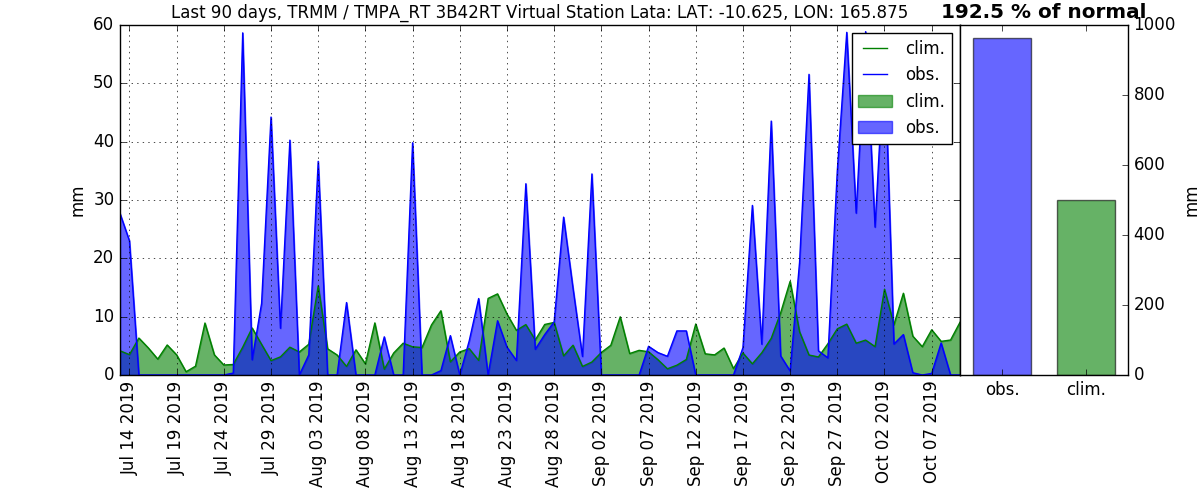 Last 90 days, TRMM / TMPA_RT 3B42RT Virtual Station Lata: LAT: -10.625, LON: 165.875
192.5 % of normal
60
50
40
30
20
10
0
mm
clim.
obs.
clim.
obs.
1000
800
600
400
200
0
mm
Jul 14 2019
Jul 19 2019
Jul 24 2019
Jul 29 2019
Aug 03 2019
Aug 08 2019
Aug 13 2019
Aug 18 2019
Aug 23 2019
Aug 28 2019
Sep 02 2019
Sep 07 2019
Sep 12 2019
Sep 17 2019
Sep 22 2019
Sep 27 2019
Oct 02 2019
Oct 07 2019
obs.
clim.